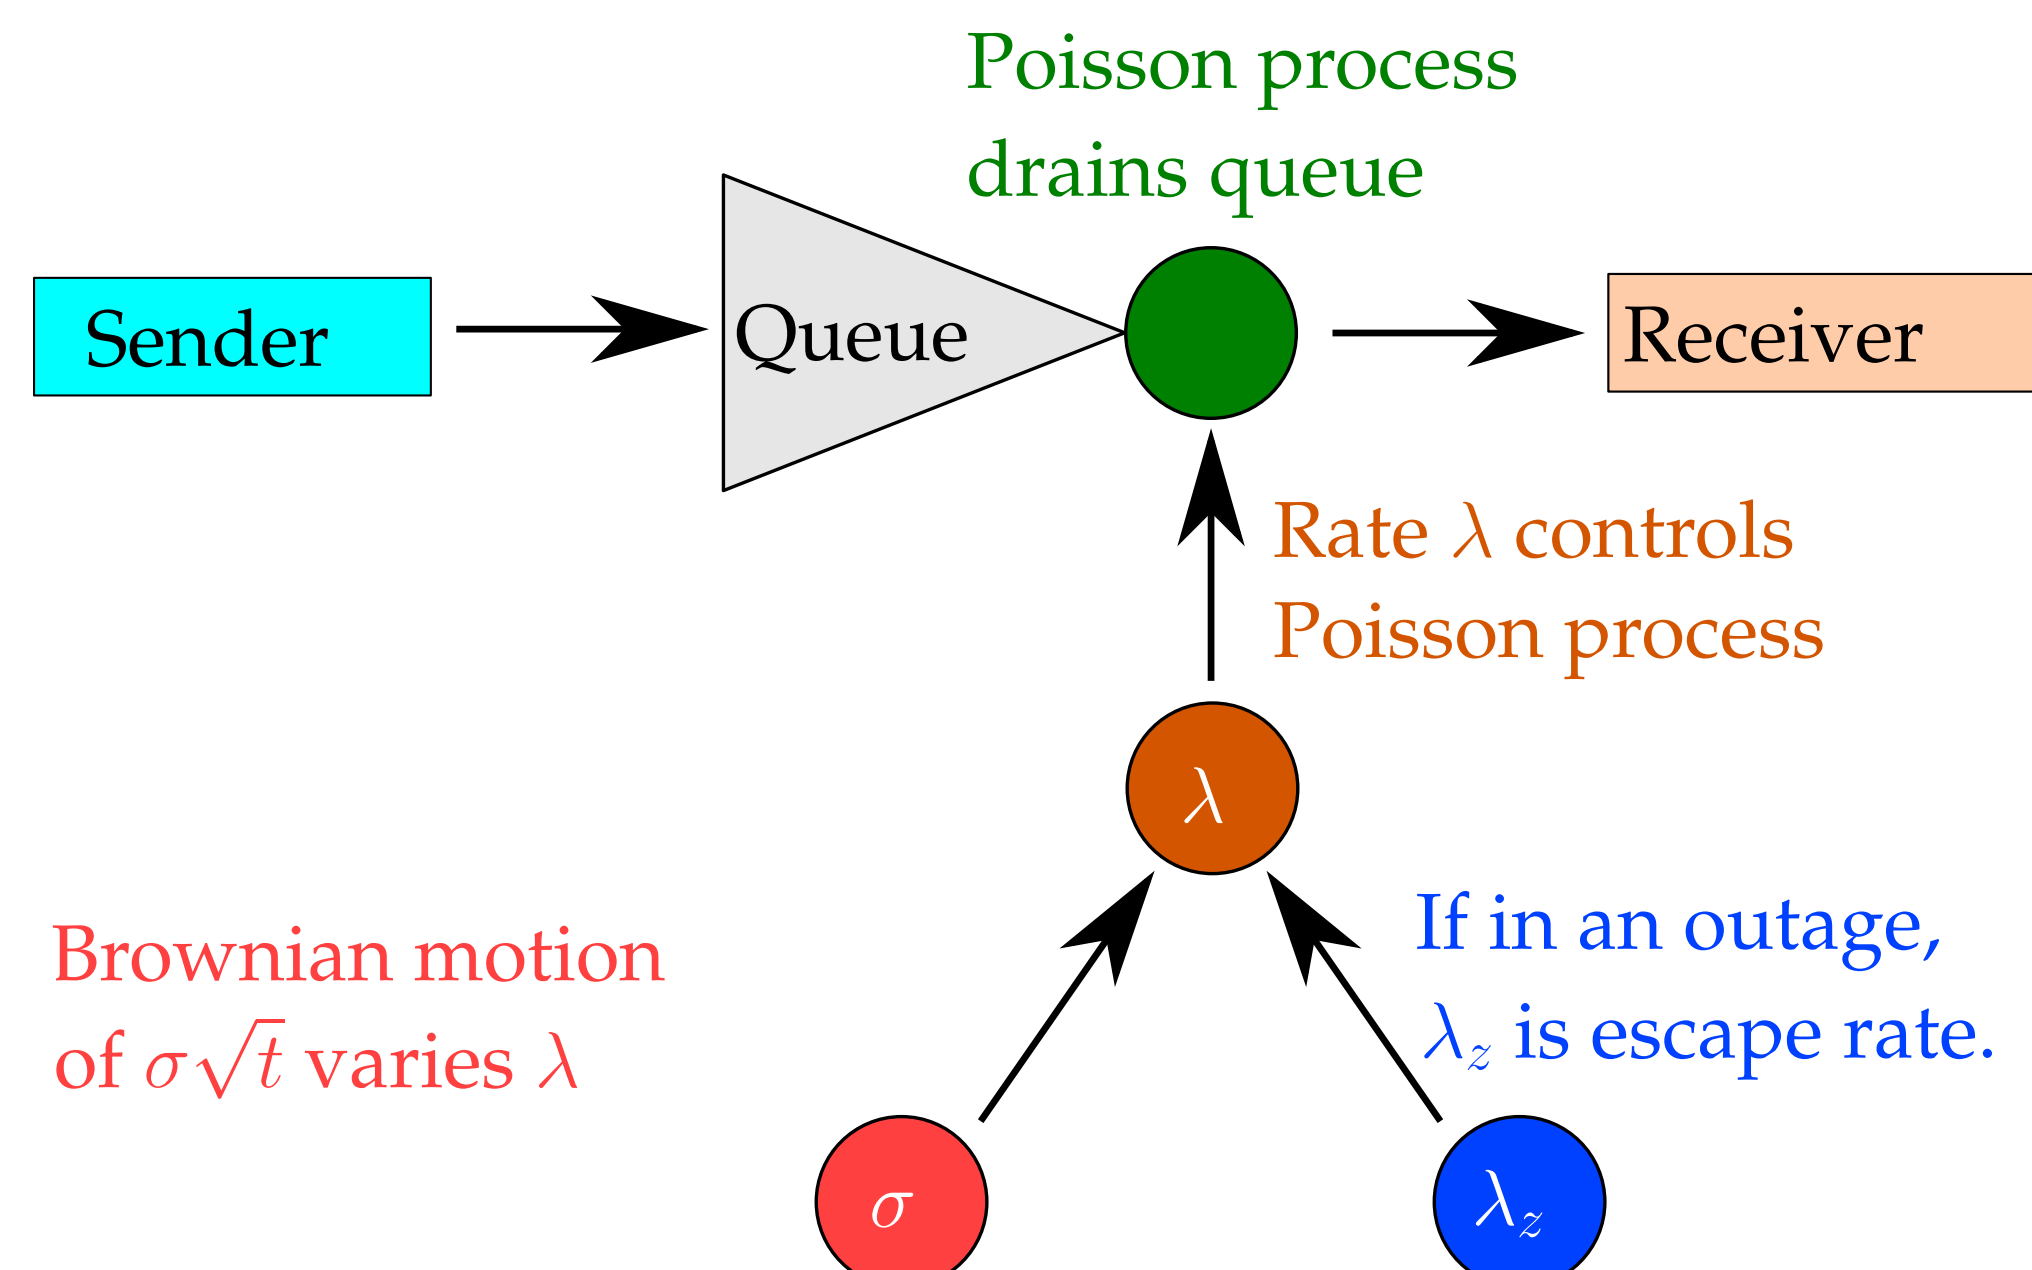 Poisson process
drains queue
Sender
Queue
Receiver
Rate λ controls
Poisson process
λ
If in an outage,
λ_z is escape rate.
Brownian motion
of σ√t varies λ
σ
λ_z